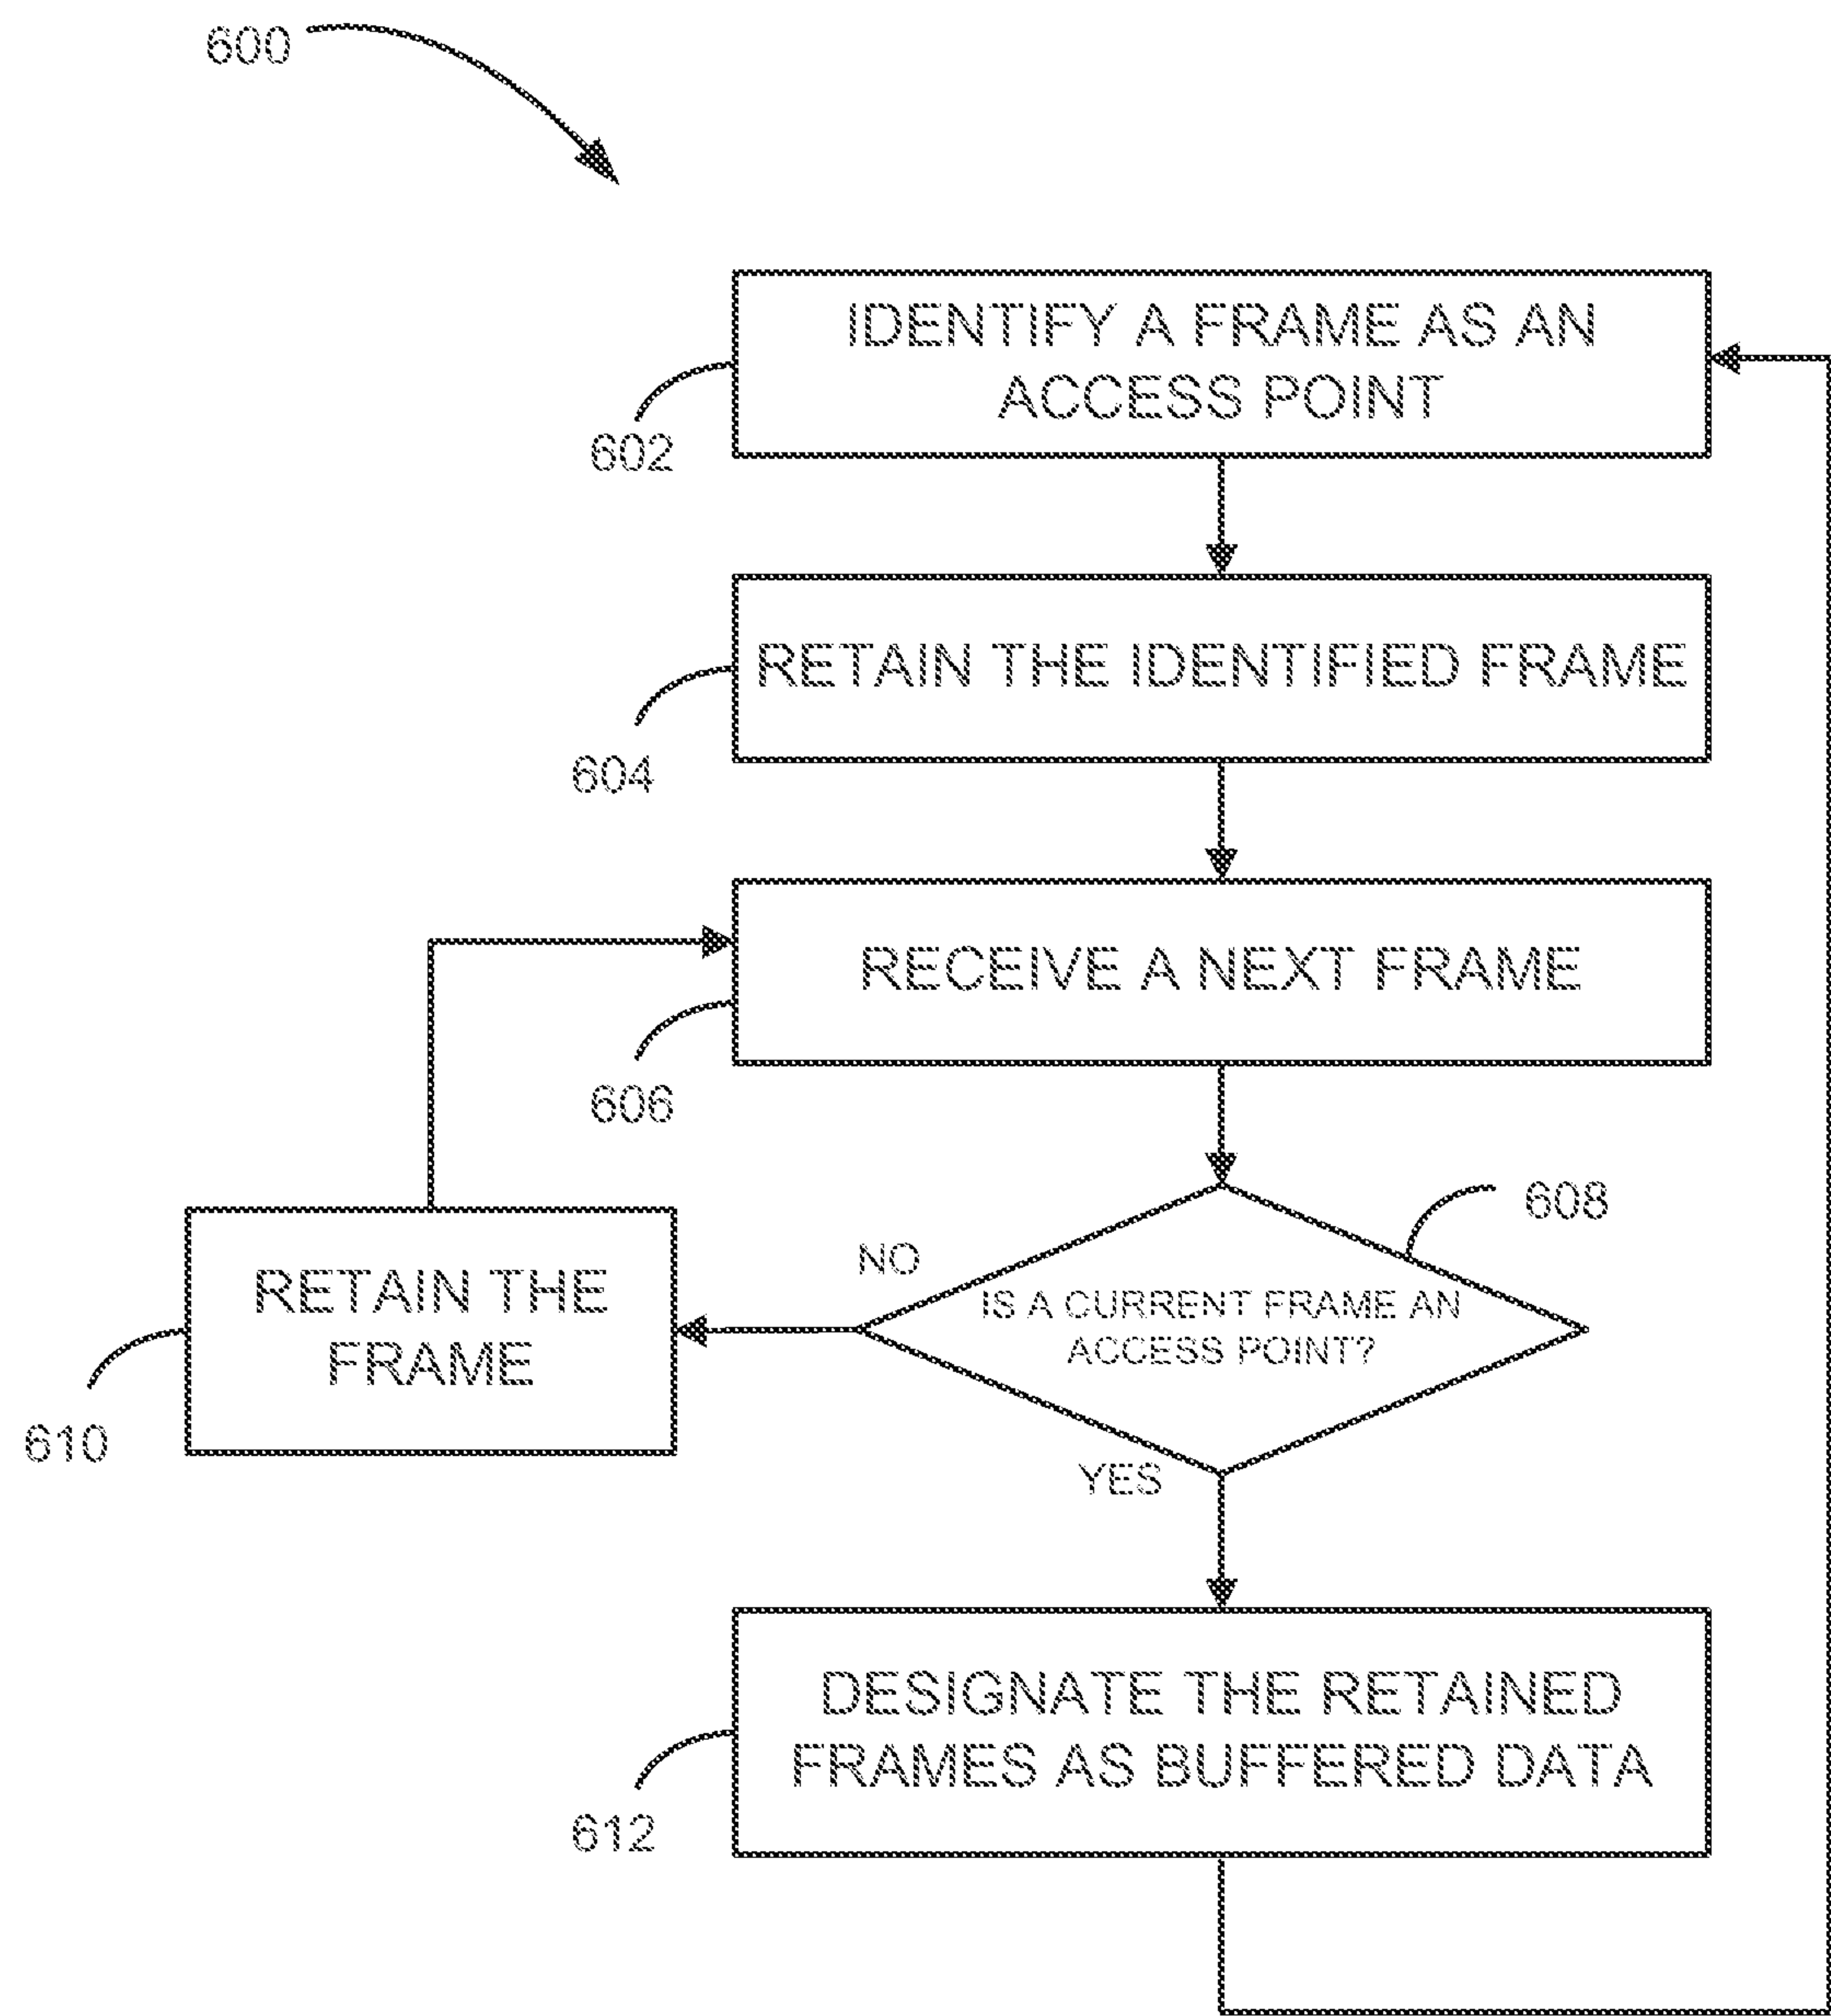 600
IDENTIFY A FRAME AS AN
ACCESS POINT
602
RETAIN THE IDENTIFIED FRAME
604
RECEIVE A NEXT FRAME
606
608
NO
IS A CURRENT FRAME AN
ACCESS POINT?
RETAIN THE
FRAME
610
YES
DESIGNATE THE RETAINED
FRAMES AS BUFFERED DATA
612